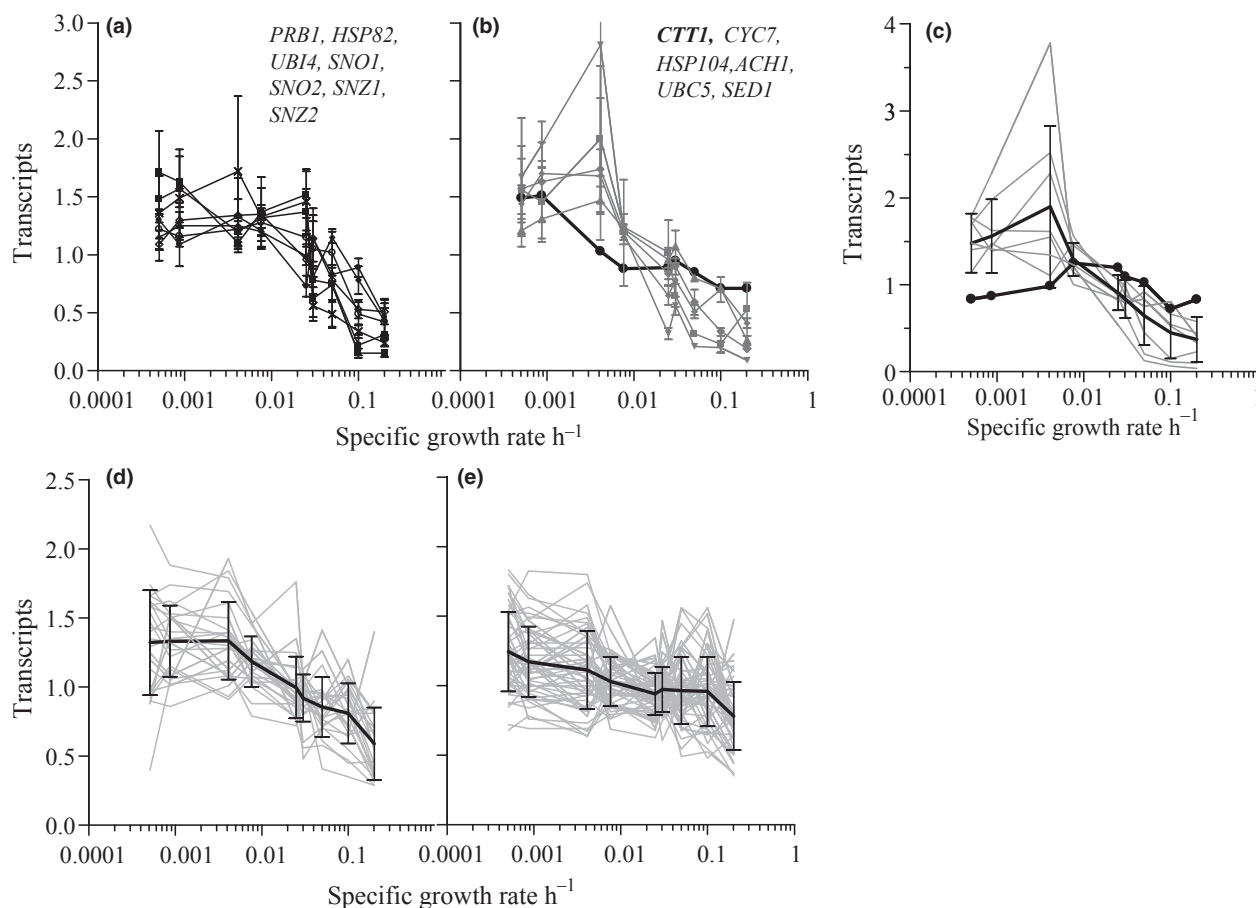 (a)
PRB1, HSP82,
UBI4, SNO1,
SNO2, SNZ1,
SNZ2
3.0
2.5
2.0
1.5
1.0
0.5
0.0
Transcripts
0.0001 0.001 0.01 0.1
(b)
CTT1, CYC7,
HSP104,ACH1,
UBC5, SED1
0.0001 0.001 0.01 0.1 1
Specific growth rate h⁻¹
(c)
4
3
2
1
0
Transcripts
0.0001 0.001 0.01 0.1 1
Specific growth rate h⁻¹
(d)
2.5
2.0
1.5
1.0
0.5
0.0
Transcripts
0.0001 0.001 0.01 0.1
(e)
0.0001 0.001 0.01 0.1 1
Specific growth rate h⁻¹